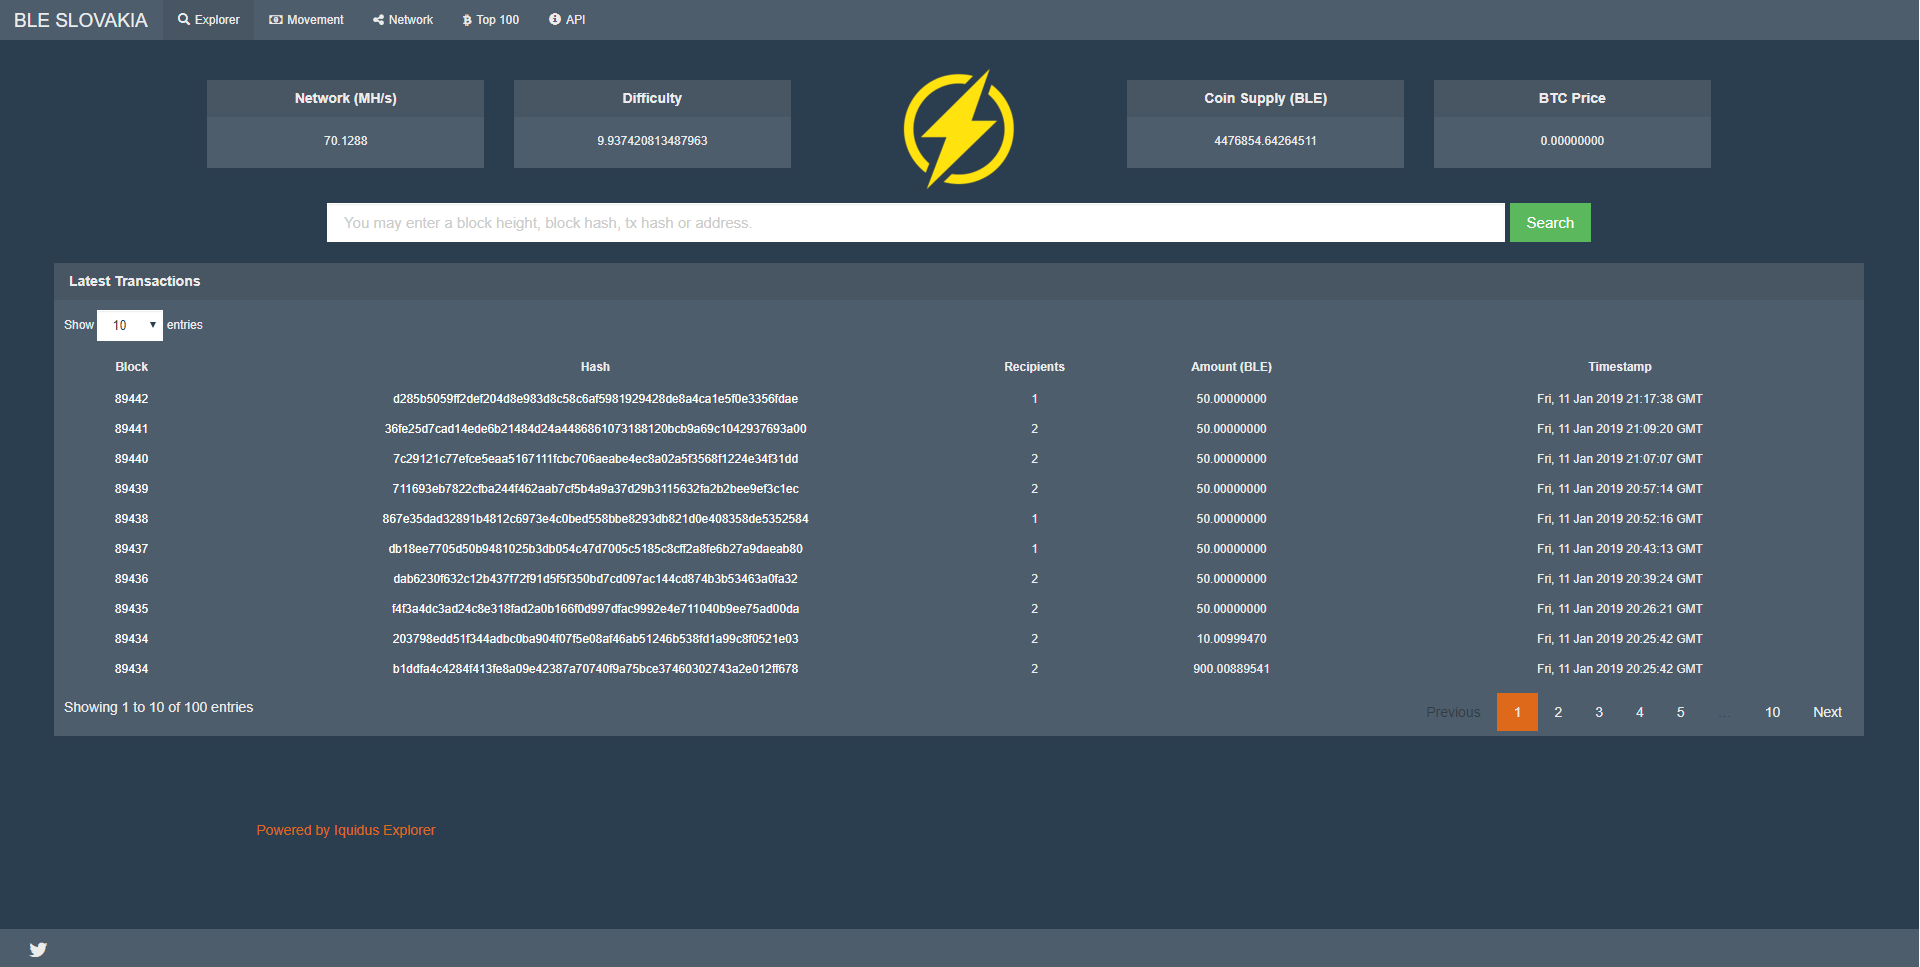 BLE SLOVAKIA Explorer Movement Network Top 100 API
Network (MH/s) Difficulty Coin Supply (BLE) BTC Price
70.1288 9.937420813487963 4476854.64264511 0.00000000
You may enter a block height, block hash, tx hash or address. Search
Latest Transactions
Show 10 entries
Block Hash Recipients Amount (BLE) Timestamp
89442 d285b5059ff2def204d8e983d8c58c6af5981929428de8a4ca1e5f0e3356fdae 1 50.00000000 Fri, 11 Jan 2019 21:17:38 GMT
89441 36fe25d7cad14ede6b21484d24a4486861073188120bcb9a69c1042937693a00 2 50.00000000 Fri, 11 Jan 2019 21:09:20 GMT
89440 7c29121c77efce5eaa5167111fcbc706aeabe4ec8a02a5f3568f1224e34f31dd 2 50.00000000 Fri, 11 Jan 2019 21:07:07 GMT
89439 711693eb7822cfba244f462aab7cf5b4a9a37d29b3115632fa2b2bee9ef3c1ec 2 50.00000000 Fri, 11 Jan 2019 20:57:14 GMT
89438 867e35dad32891b4812c6973e4c0bed558bbe8293db821d0e408358de5352584 1 50.00000000 Fri, 11 Jan 2019 20:52:16 GMT
89437 db18ee7705d50b9481025b3db054c47d7005c5185c8cff2a8fe6b27a9daeab80 1 50.00000000 Fri, 11 Jan 2019 20:43:13 GMT
89436 dab6230f632c12b437f72f91d5f5f350bd7cd097ac144cd874b3b53463a0fa32 2 50.00000000 Fri, 11 Jan 2019 20:39:24 GMT
89435 f4f3a4dc3ad24c8e318fad2a0b166f0d997dfac9992e4e711040b9ee75ad00da 2 50.00000000 Fri, 11 Jan 2019 20:26:21 GMT
89434 203798edd51f344adbc0ba904f07f5e08af46ab51246b538fd1a99c8f0521e03 2 10.00999470 Fri, 11 Jan 2019 20:25:42 GMT
89434 b1ddfa4c4284f413fe8a09e42387a70740f9a75bce37460302743a2e012ff678 2 900.00889541 Fri, 11 Jan 2019 20:25:42 GMT
Showing 1 to 10 of 100 entries Previous 1 2 3 4 5 … 10 Next
Powered by Iquidus Explorer